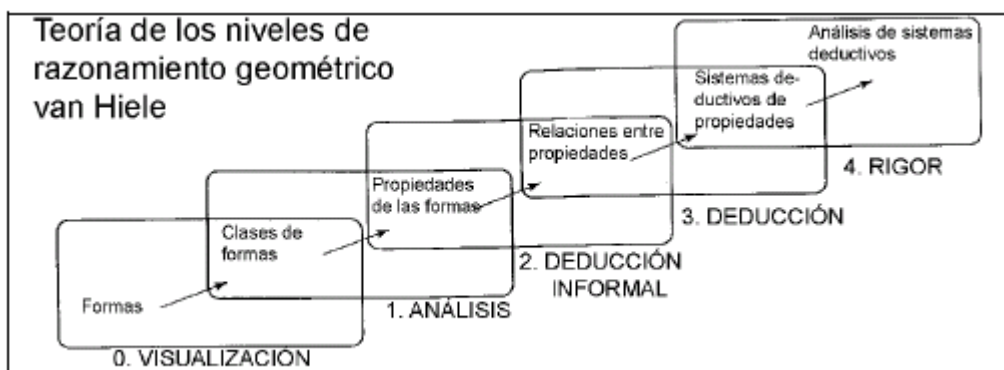 Teoría de los niveles de
razonamiento geométrico
van Hiele
Formas
0. VISUALIZACIÓN
Clases de
formas
1. ANÁLISIS
Propiedades
de las formas
2. DEDUCCIÓN
INFORMAL
Relaciones entre
propiedades
3. DEDUCCIÓN
Sistemas de-
ductivos de
propiedades
4. RIGOR
Análisis de sistemas
deductivos